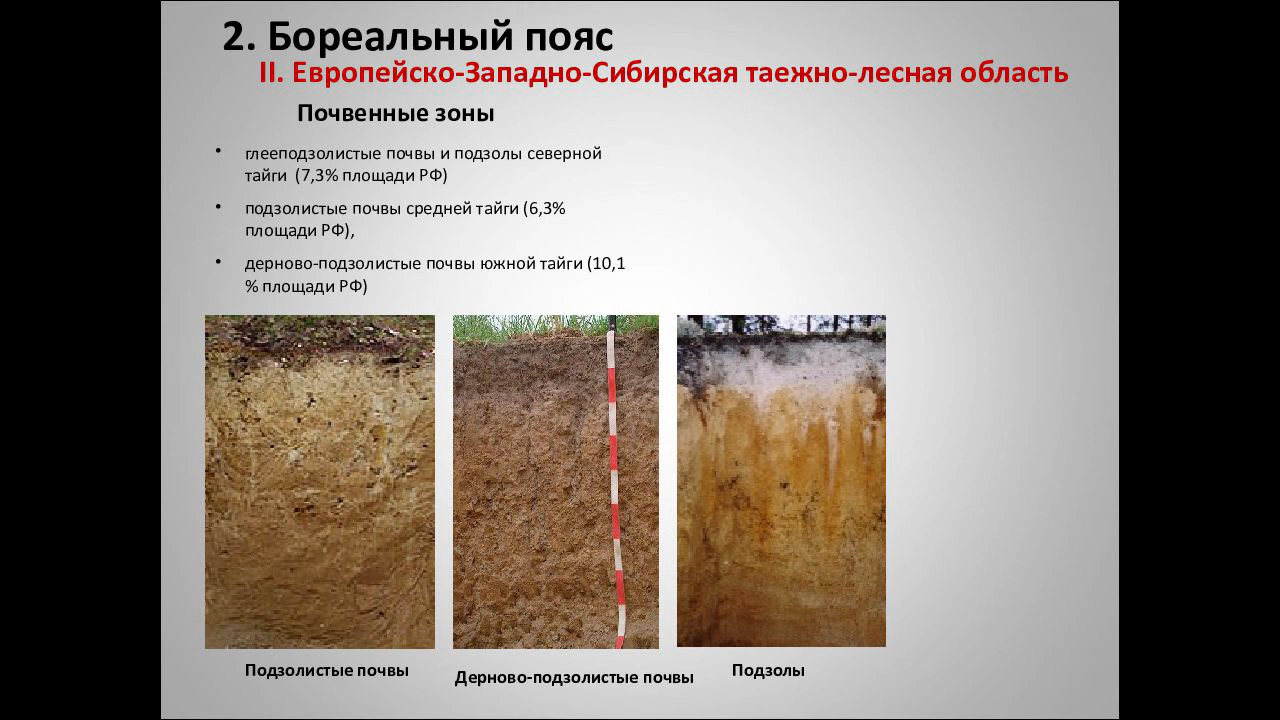 2. Бореальный пояс
II. Европейско-Западно-Сибирская таежно-лесная область
Почвенные зоны
• глееподзолистые почвы и подзолы северной
тайги (7,3% площади РФ)
• подзолистые почвы средней тайги (6,3%
площади РФ),
• дерново-подзолистые почвы южной тайги (10,1
% площади РФ)
Подзолистые почвы
Дерново-подзолистые почвы
Подзолы